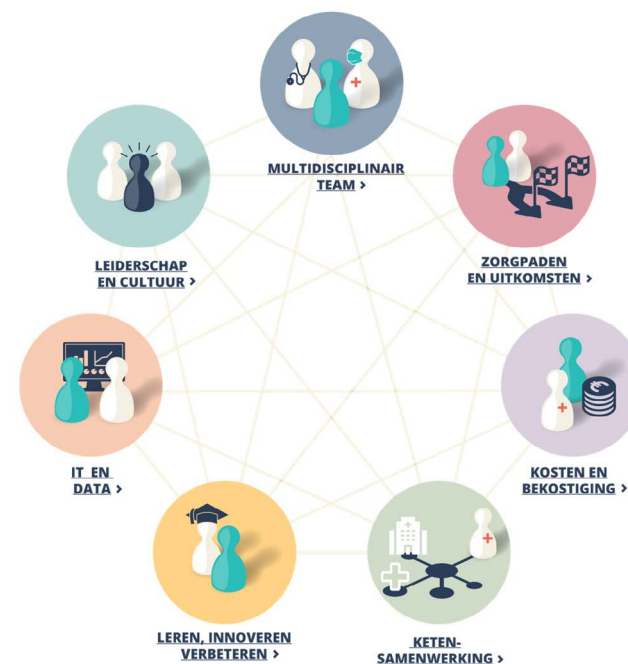 MULTIDISCIPLINAIR
TEAM >
ZORGPADEN
EN UITKOMSTEN >
LEIDERSCHAP
EN CULTUUR >
KOSTEN EN
BEKOSTIGING >
IT EN
DATA >
LEREN, INNOVEREN
VERBETEREN >
KETEN-
SAMENWERKING >